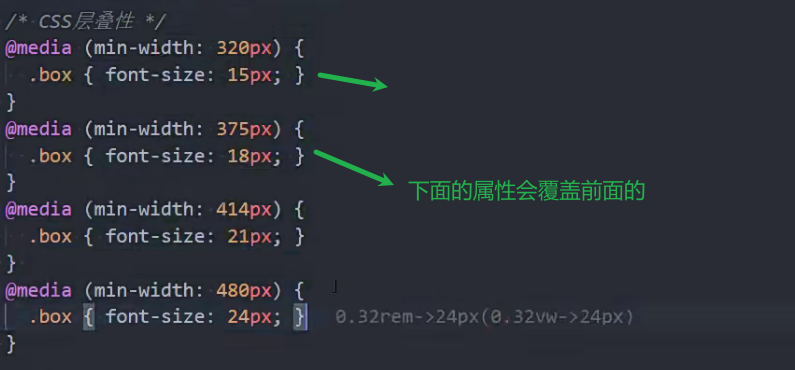 /* CSS层叠性 */
@media (min-width: 320px) {
.box { font-size: 15px; }
}
@media (min-width: 375px) {
.box { font-size: 18px; }
下面的属性会覆盖前面的
}
@media (min-width: 414px) {
.box { font-size: 21px; }
}
@media (min-width: 480px) {
.box { font-size: 24px; } 0.32rem->24px(0.32vw->24px)
}